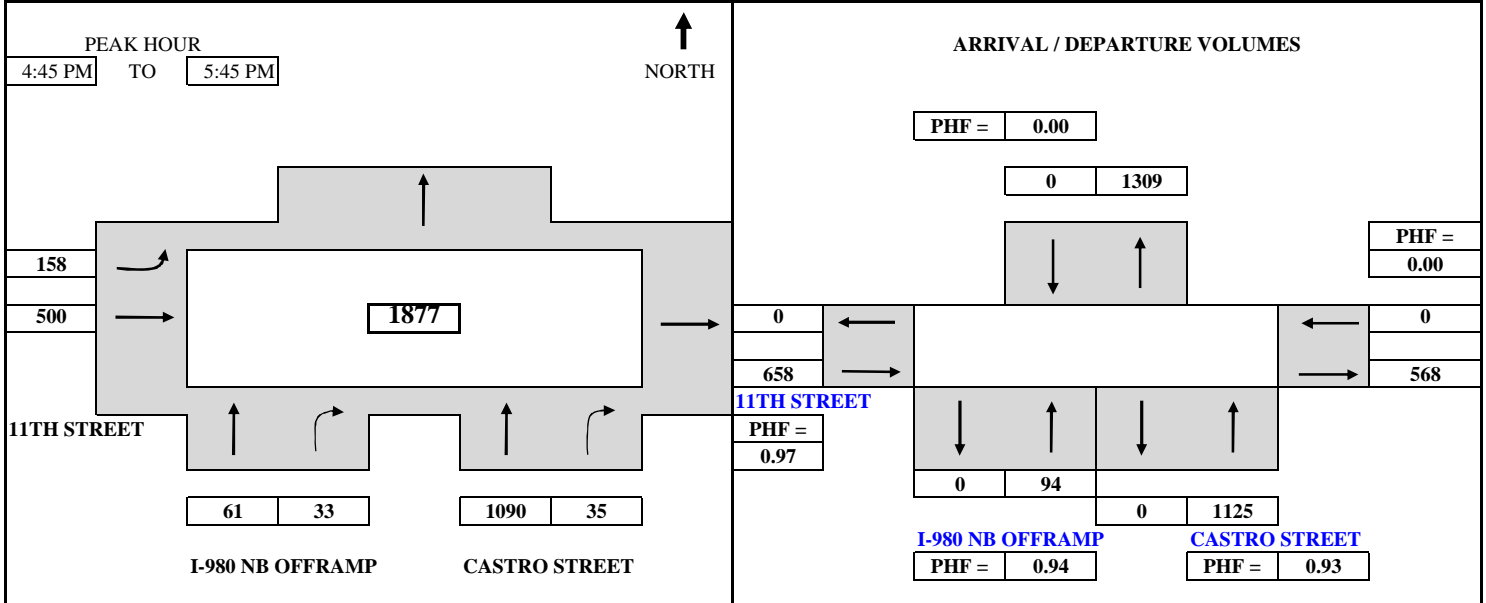 PEAK HOUR
4:45 PM TO 5:45 PM
NORTH
158
500
1877
11TH STREET
61 33
1090 35
I-980 NB OFFRAMP
CASTRO STREET
ARRIVAL / DEPARTURE VOLUMES
PHF = 0.00
0 1309
PHF =
0.00
0
0
658
568
11TH STREET
PHF =
0.97
0 94
0 1125
I-980 NB OFFRAMP
CASTRO STREET
PHF = 0.94
PHF = 0.93